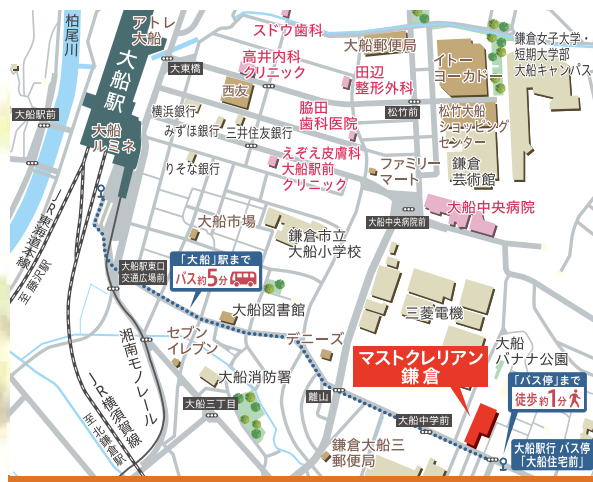 柏尾川
アトレ
大船
大船駅
大船
ルミネ
大船駅前
大東橋
スドウ歯科
高井内科
クリニック
西友
横浜銀行
みずほ銀行
三井住友銀行
りそな銀行
大船郵便局
田辺
整形外科
脇田
歯科医院
えぞえ皮膚科
大船駅前
クリニック
松竹前
イトー
ヨーカドー
松竹大船
ショッピング
センター
鎌倉女子大学・
短期大学部
大船キャンパス
ファミリー
マート
鎌倉
芸術館
大船中央病院
大船中央病院前
大船市場
鎌倉市立
大船小学校
「大船」駅まで
バス約5分
大船駅東口
交通広場前
JR東海道本線
至藤沢駅
大船図書館
セブン
イレブン
デニーズ
三菱電機
大船
バナナ公園
マストクレリアン
鎌倉
「バス停」まで
徒歩約1分
湘南モノレール
JR横須賀線
至北鎌倉駅
大船消防署
大船三丁目
離山
大船中学前
鎌倉大船三
郵便局
大船駅行 バス停
「大船住宅前」